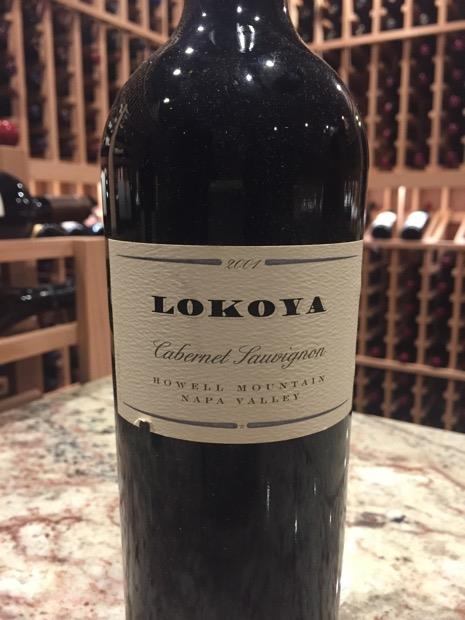 2001
LOKOYA
Cabernet Sauvignon
HOWELL MOUNTAIN
NAPA VALLEY